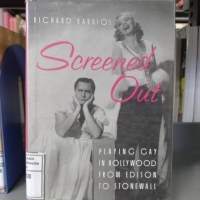 RICHARD BARRIOS
Screened
Out
PLAYING GAY
IN HOLLYWOOD
FROM EDISON
TO STONEWALL